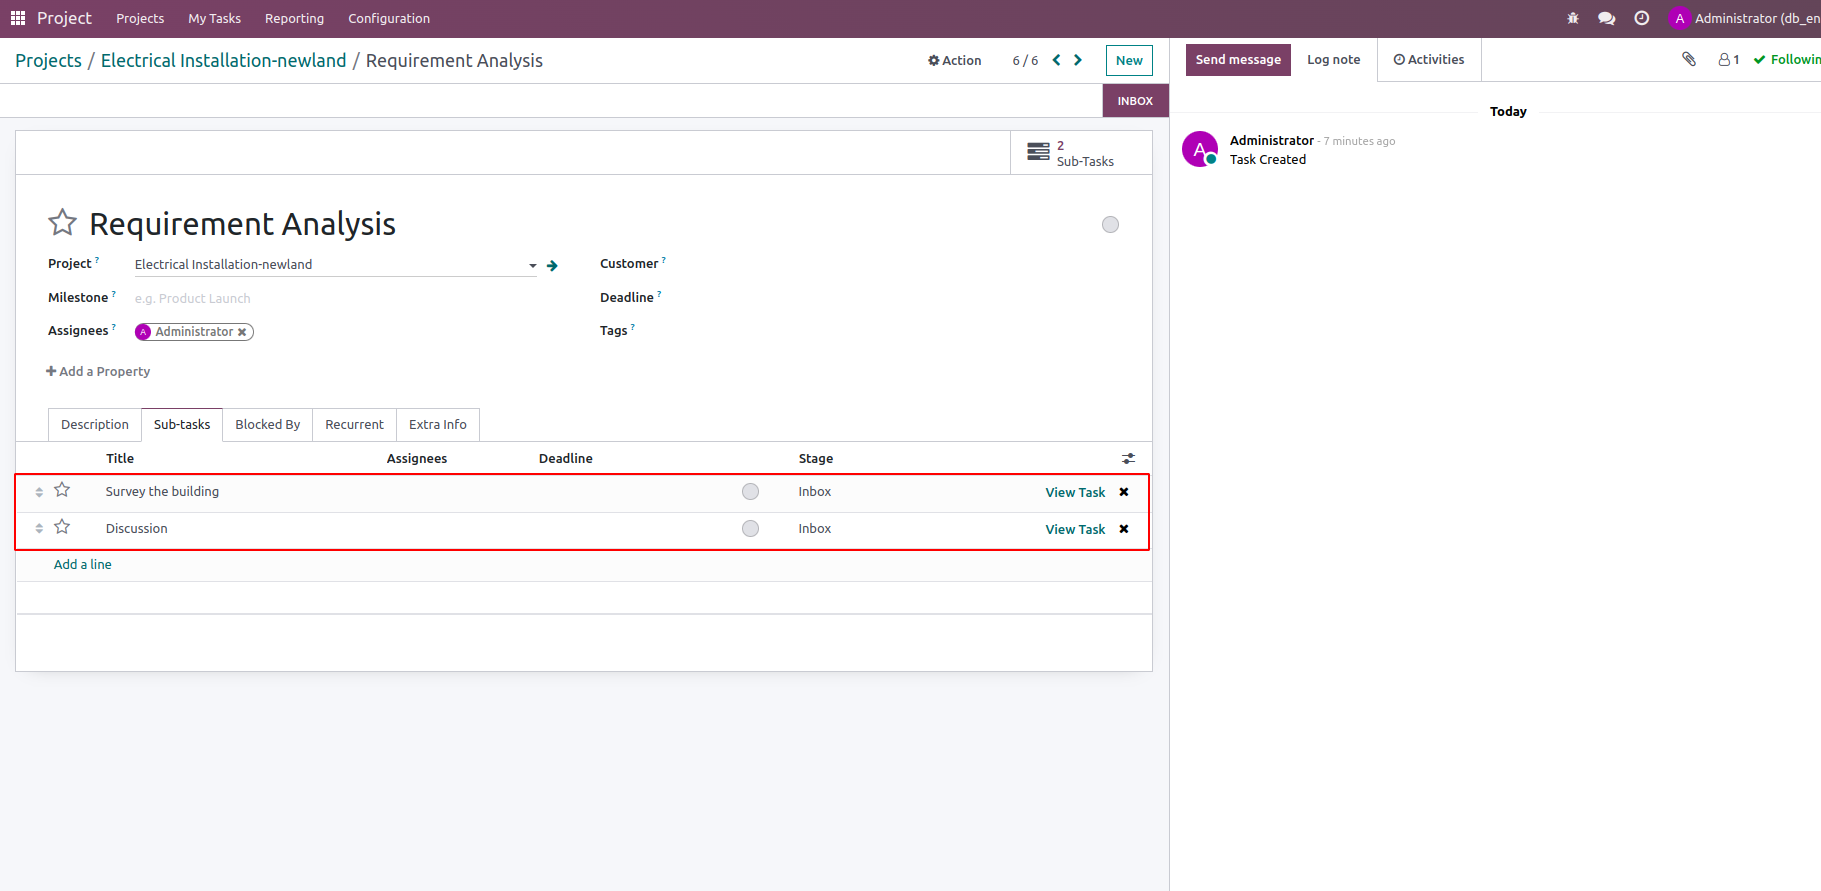 Project Projects My Tasks Reporting Configuration A Administrator (db_en
Projects / Electrical Installation-newland / Requirement Analysis Action 6 / 6 New
Send message Log note Activities 1 Followin
INBOX
Today
2
Sub-Tasks
A Administrator - 7 minutes ago
Task Created
Requirement Analysis
Project ? Electrical Installation-newland Customer ?
Milestone ? e.g. Product Launch Deadline ?
Assignees ? A Administrator Tags ?
Add a Property
Description Sub-tasks Blocked By Recurrent Extra Info
Title Assignees Deadline Stage
Survey the building Inbox View Task
Discussion Inbox View Task
Add a line